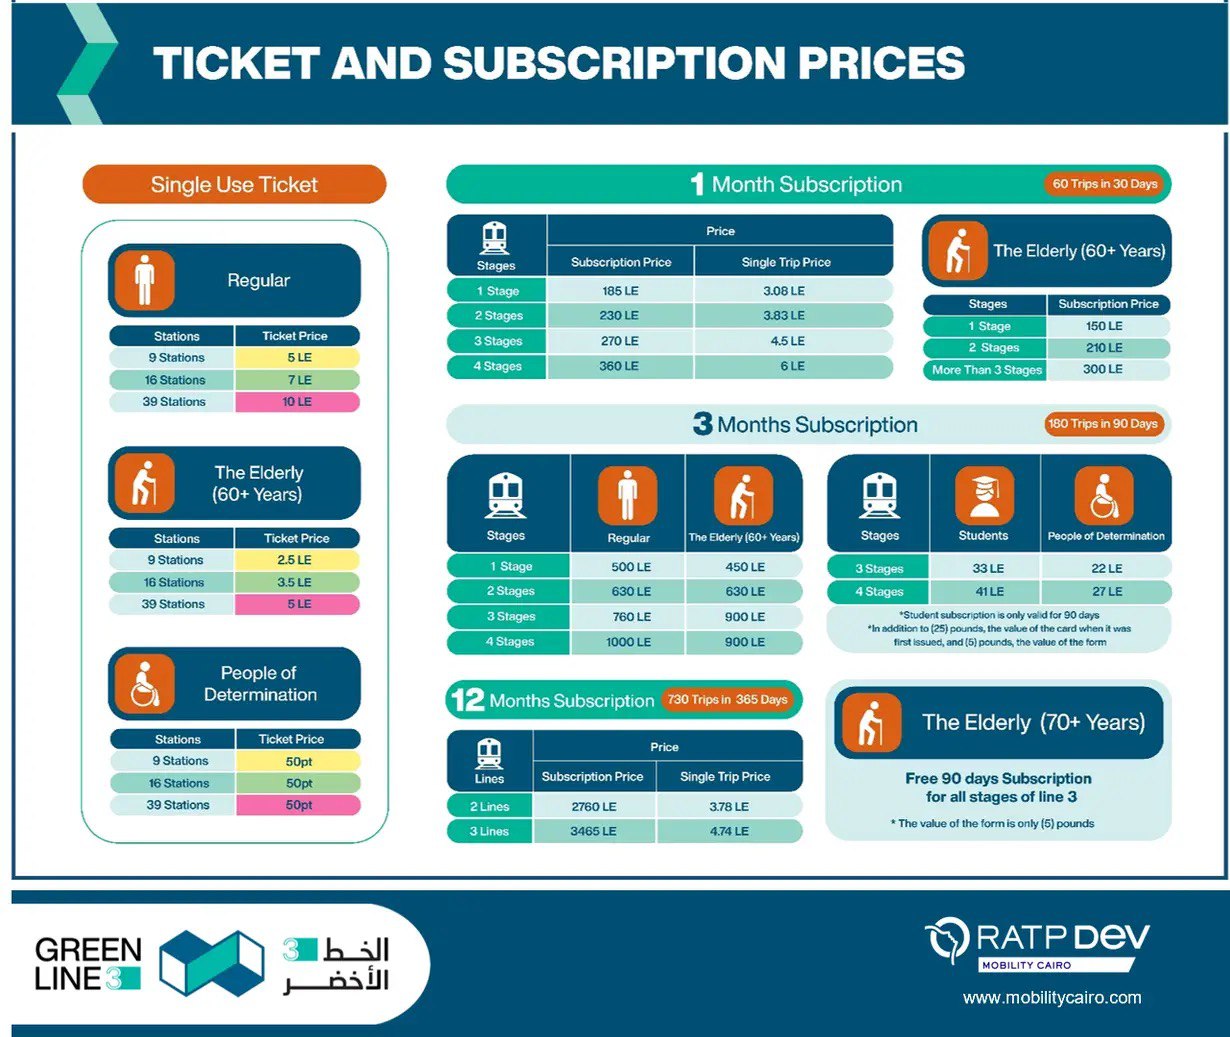 TICKET AND SUBSCRIPTION PRICES
Single Use Ticket
Regular
Stations Ticket Price
9 Stations 5 LE
16 Stations 7 LE
39 Stations 10 LE
The Elderly
(60+ Years)
Stations Ticket Price
9 Stations 2.5 LE
16 Stations 3.5 LE
39 Stations 5 LE
People of
Determination
Stations Ticket Price
9 Stations 50pt
16 Stations 50pt
39 Stations 50pt
1 Month Subscription 60 Trips in 30 Days
Stages Price
Subscription Price Single Trip Price
1 Stage 185 LE 3.08 LE
2 Stages 230 LE 3.83 LE
3 Stages 270 LE 4.5 LE
4 Stages 360 LE 6 LE
The Elderly (60+ Years)
Stages Subscription Price
1 Stage 150 LE
2 Stages 210 LE
More Than 3 Stages 300 LE
3 Months Subscription 180 Trips in 90 Days
Stages Regular The Elderly (60+ Years)
1 Stage 500 LE 450 LE
2 Stages 630 LE 630 LE
3 Stages 760 LE 900 LE
4 Stages 1000 LE 900 LE
Stages Students People of Determination
3 Stages 33 LE 22 LE
4 Stages 41 LE 27 LE
*Student subscription is only valid for 90 days
*In addition to (25) pounds, the value of the card when it was
first issued, and (5) pounds, the value of the form
12 Months Subscription 730 Trips in 365 Days
Lines Price
Subscription Price Single Trip Price
2 Lines 2760 LE 3.78 LE
3 Lines 3465 LE 4.74 LE
The Elderly (70+ Years)
Free 90 days Subscription
for all stages of line 3
* The value of the form is only (5) pounds
GREEN
LINE 3
الخط 3
الأخضر
RATP DEV
MOBILITY CAIRO
www.mobilitycairo.com